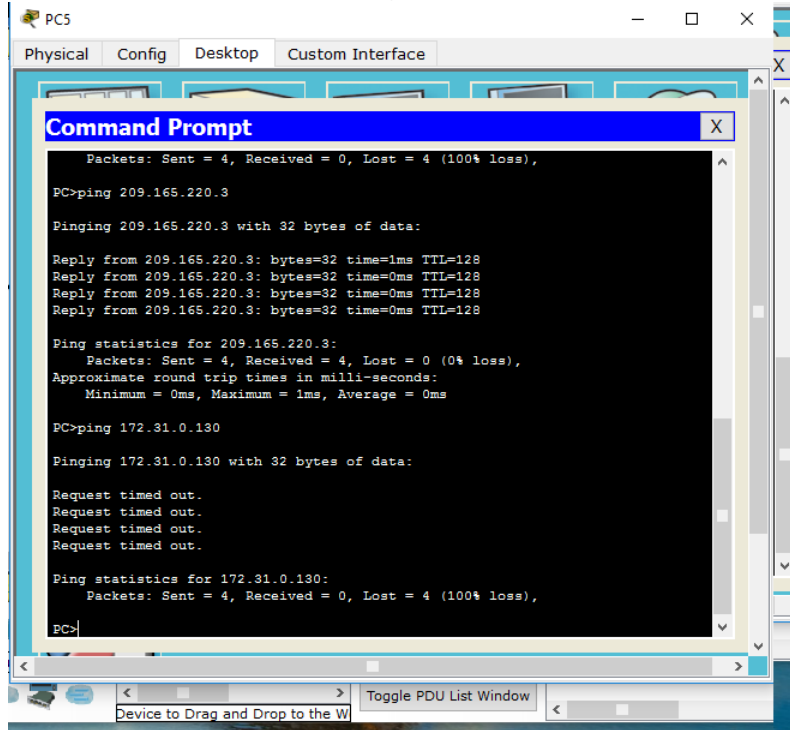 PC5
Physical Config Desktop Custom Interface
X
Command Prompt X
Packets: Sent = 4, Received = 0, Lost = 4 (100% loss),
PC>ping 209.165.220.3
Pinging 209.165.220.3 with 32 bytes of data:
Reply from 209.165.220.3: bytes=32 time=1ms TTL=128
Reply from 209.165.220.3: bytes=32 time=0ms TTL=128
Reply from 209.165.220.3: bytes=32 time=0ms TTL=128
Reply from 209.165.220.3: bytes=32 time=0ms TTL=128
Ping statistics for 209.165.220.3:
Packets: Sent = 4, Received = 4, Lost = 0 (0% loss),
Approximate round trip times in milli-seconds:
Minimum = 0ms, Maximum = 1ms, Average = 0ms
PC>ping 172.31.0.130
Pinging 172.31.0.130 with 32 bytes of data:
Request timed out.
Request timed out.
Request timed out.
Request timed out.
Ping statistics for 172.31.0.130:
Packets: Sent = 4, Received = 0, Lost = 4 (100% loss),
PC>
Toggle PDU List Window
Device to Drag and Drop to the W